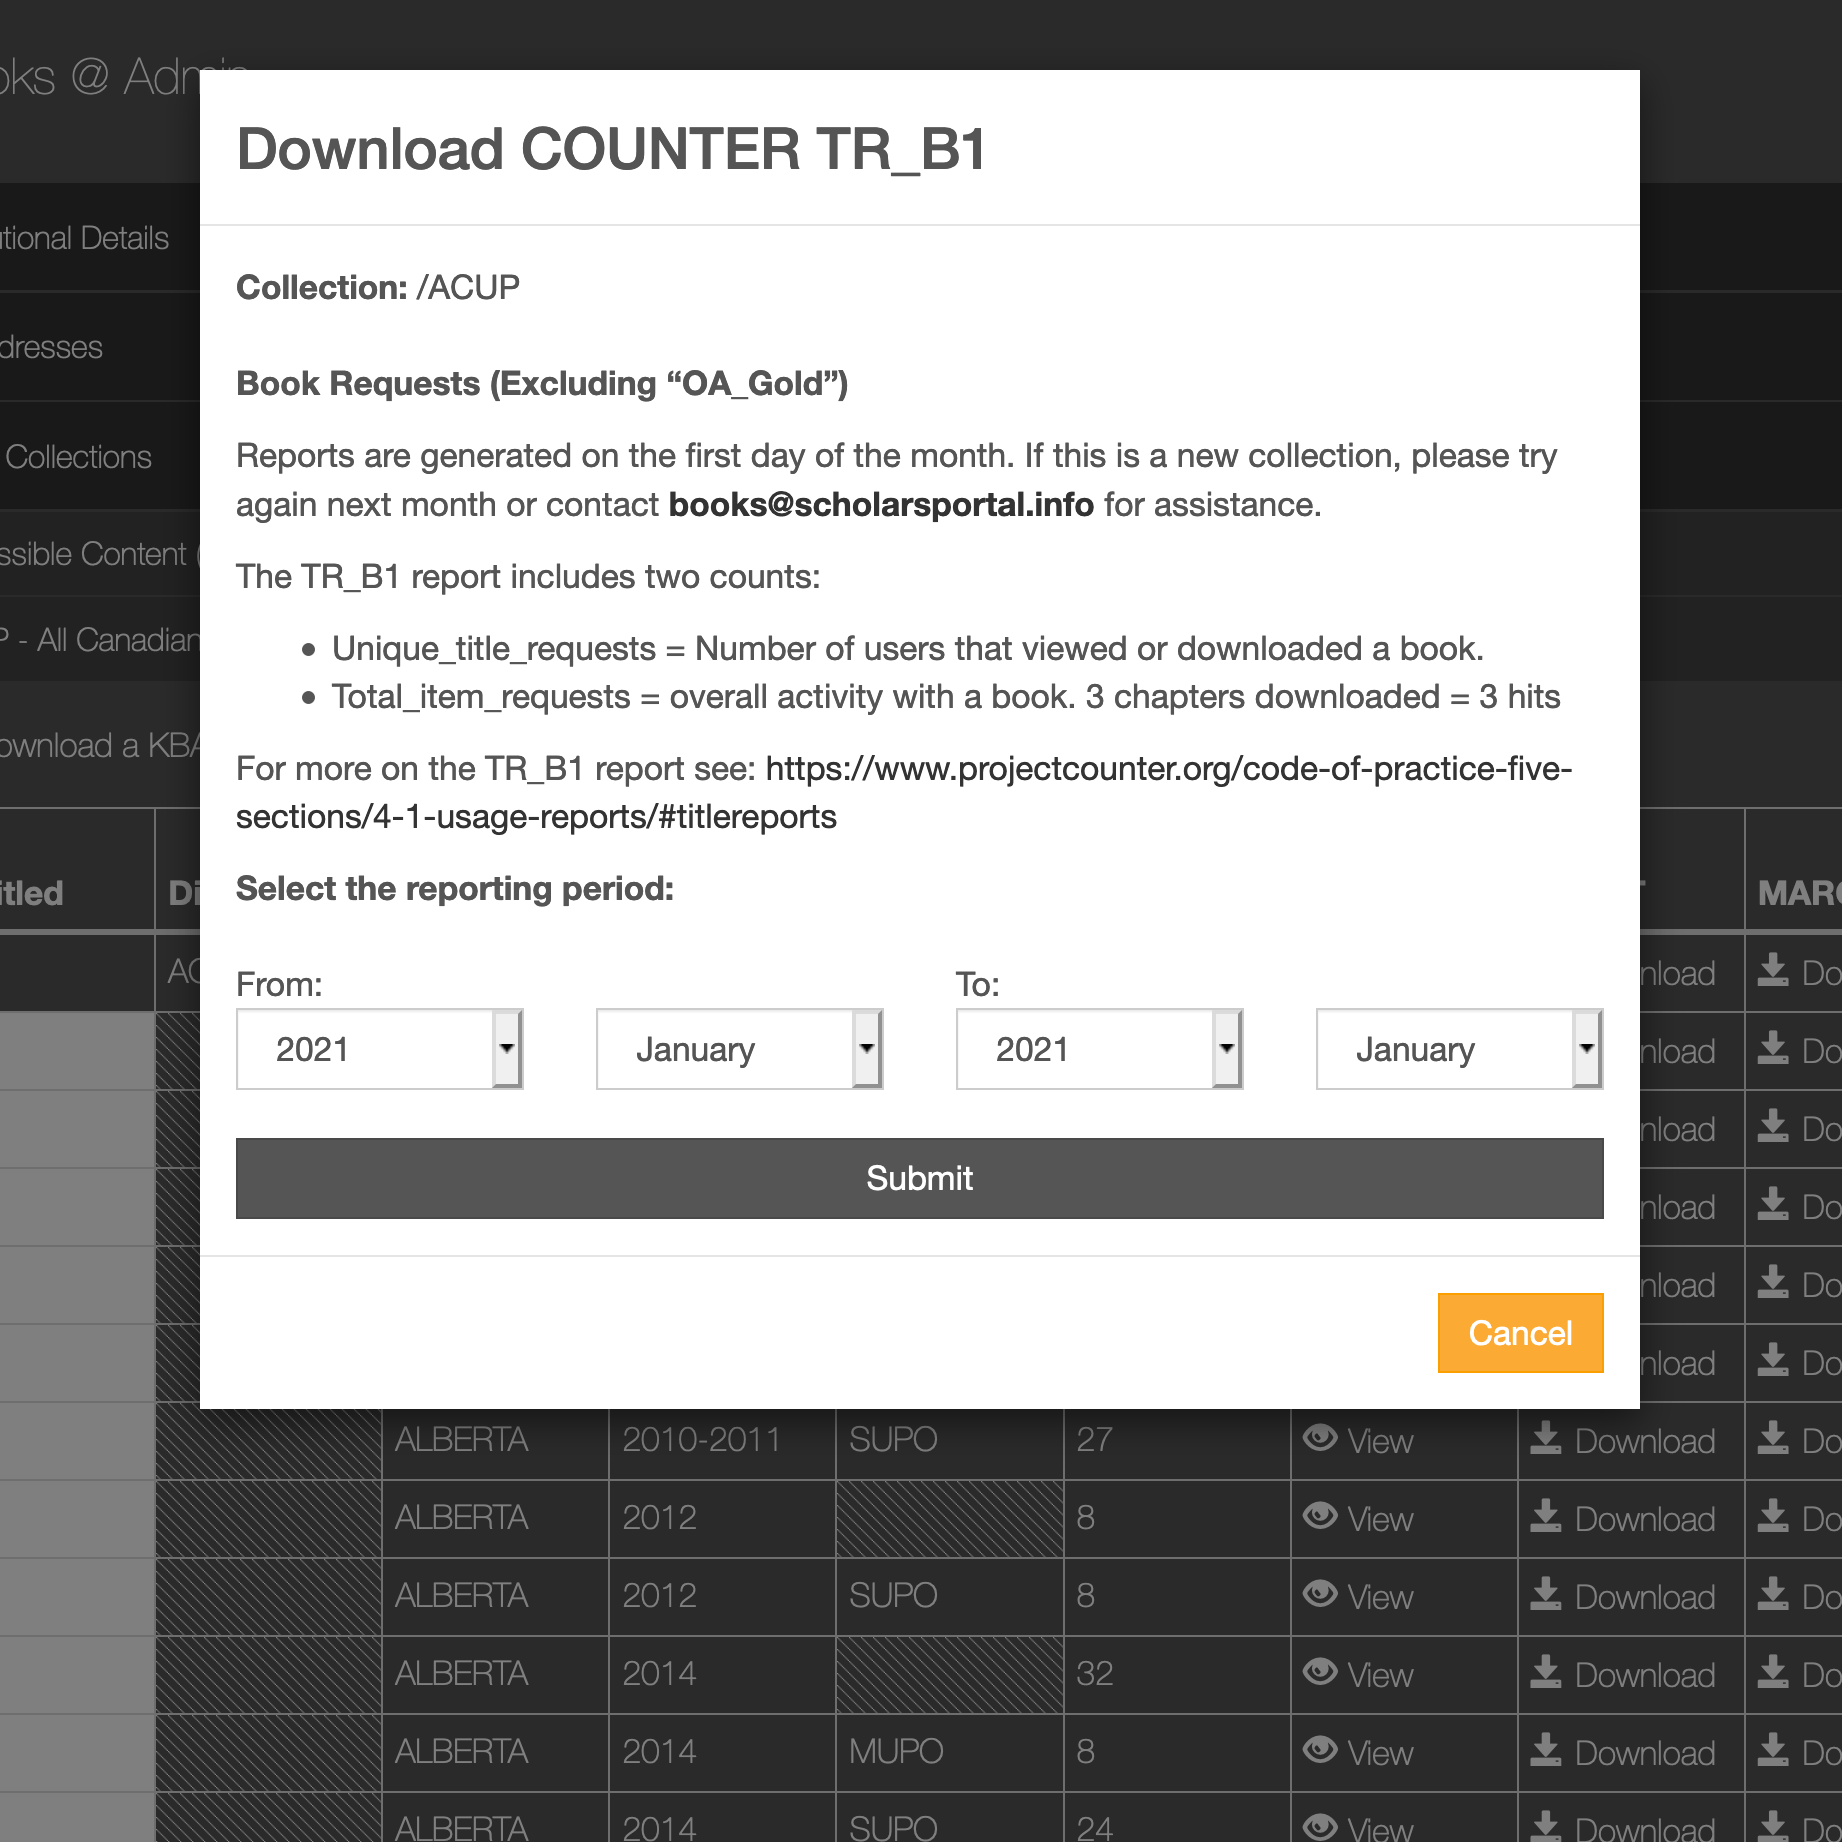 oks @ Admin
Download COUNTER TR_B1
tional Details
Collection: /ACUP
dresses
Book Requests (Excluding “OA_Gold”)
Collections
Reports are generated on the first day of the month. If this is a new collection, please try
again next month or contact books@scholarsportal.info for assistance.
ssible Content (
The TR_B1 report includes two counts:
P - All Canadian
• Unique_title_requests = Number of users that viewed or downloaded a book.
• Total_item_requests = overall activity with a book. 3 chapters downloaded = 3 hits
ownload a KBA
For more on the TR_B1 report see: https://www.projectcounter.org/code-of-practice-five-
sections/4-1-usage-reports/#titlereports
itled Di T MARC
Select the reporting period:
AC nload Do
From: To:
2021 January 2021 January
nload Do
nload Do
Submit
nload Do
nload Do
Cancel
nload Do
ALBERTA 2010-2011 SUPO 27 View Download Do
ALBERTA 2012 8 View Download Do
ALBERTA 2012 SUPO 8 View Download Do
ALBERTA 2014 32 View Download Do
ALBERTA 2014 MUPO 8 View Download Do
ALBERTA 2014 SUPO 24 View Download Do